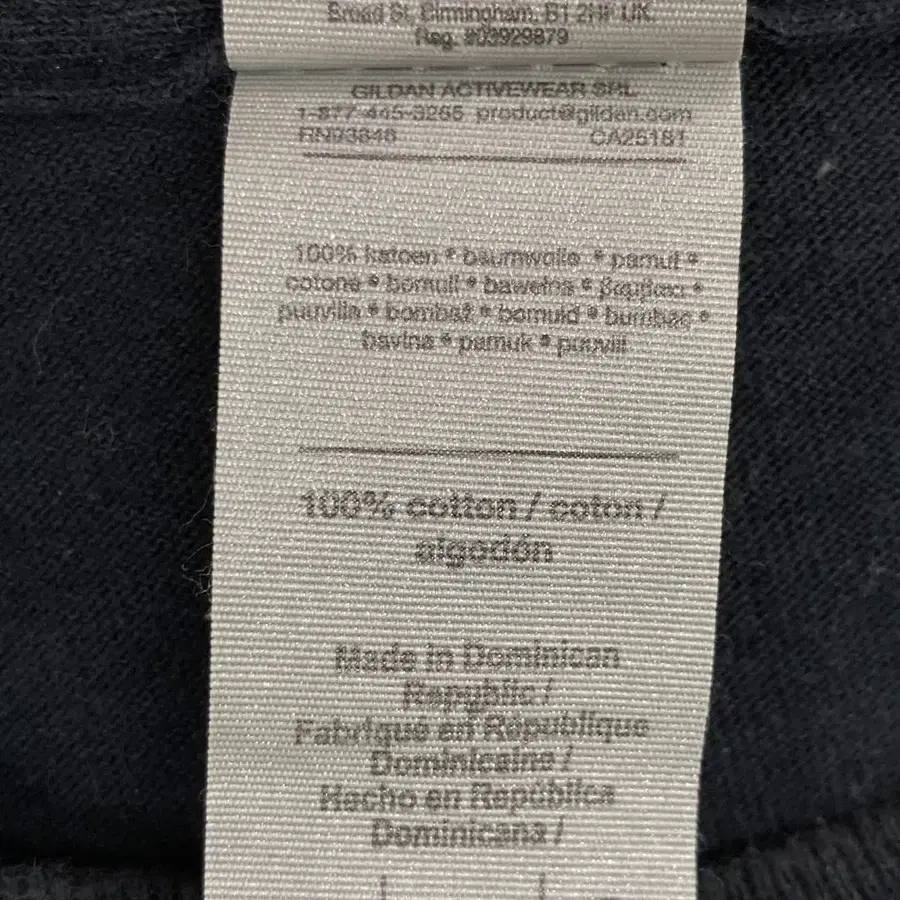 Broad St, Birmingham, B1 2HF UK.
Reg. #03929879
GILDAN ACTIVEWEAR SRL
1-877-445-3265 product@gildan.com
RN93846 CA25181
100% katoen * baumwolle * pamut *
cotone * bomull * bawełna * βαμβάκι *
puuvilla * bombaž * bomuld * bumbac *
bavlna * pamuk * puuvill
100% cotton / coton /
algodón
Made in Dominican
Republic /
Fabriqué en République
Dominicaine /
Hecho en República
Dominicana /